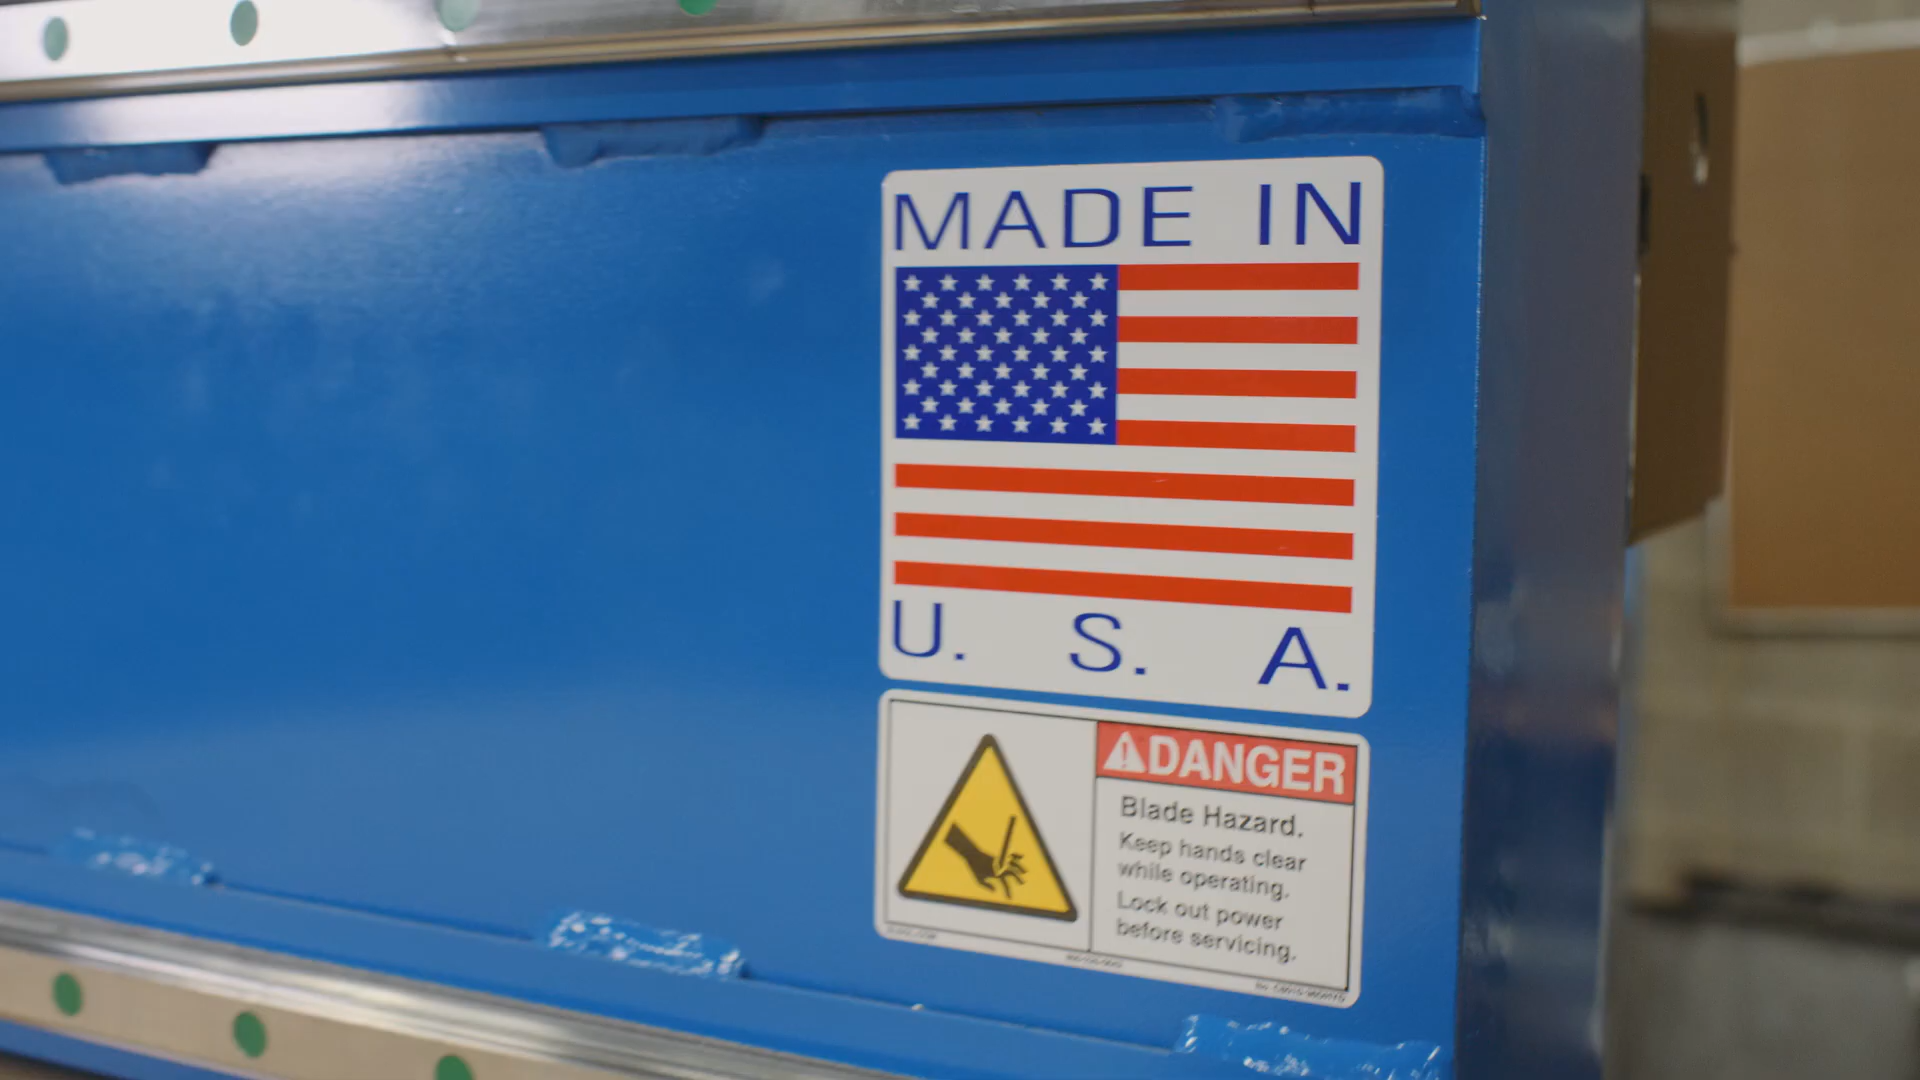 MADE IN
U. S. A.
DANGER
Blade Hazard.
Keep hands clear
while operating.
Lock out power
before servicing.